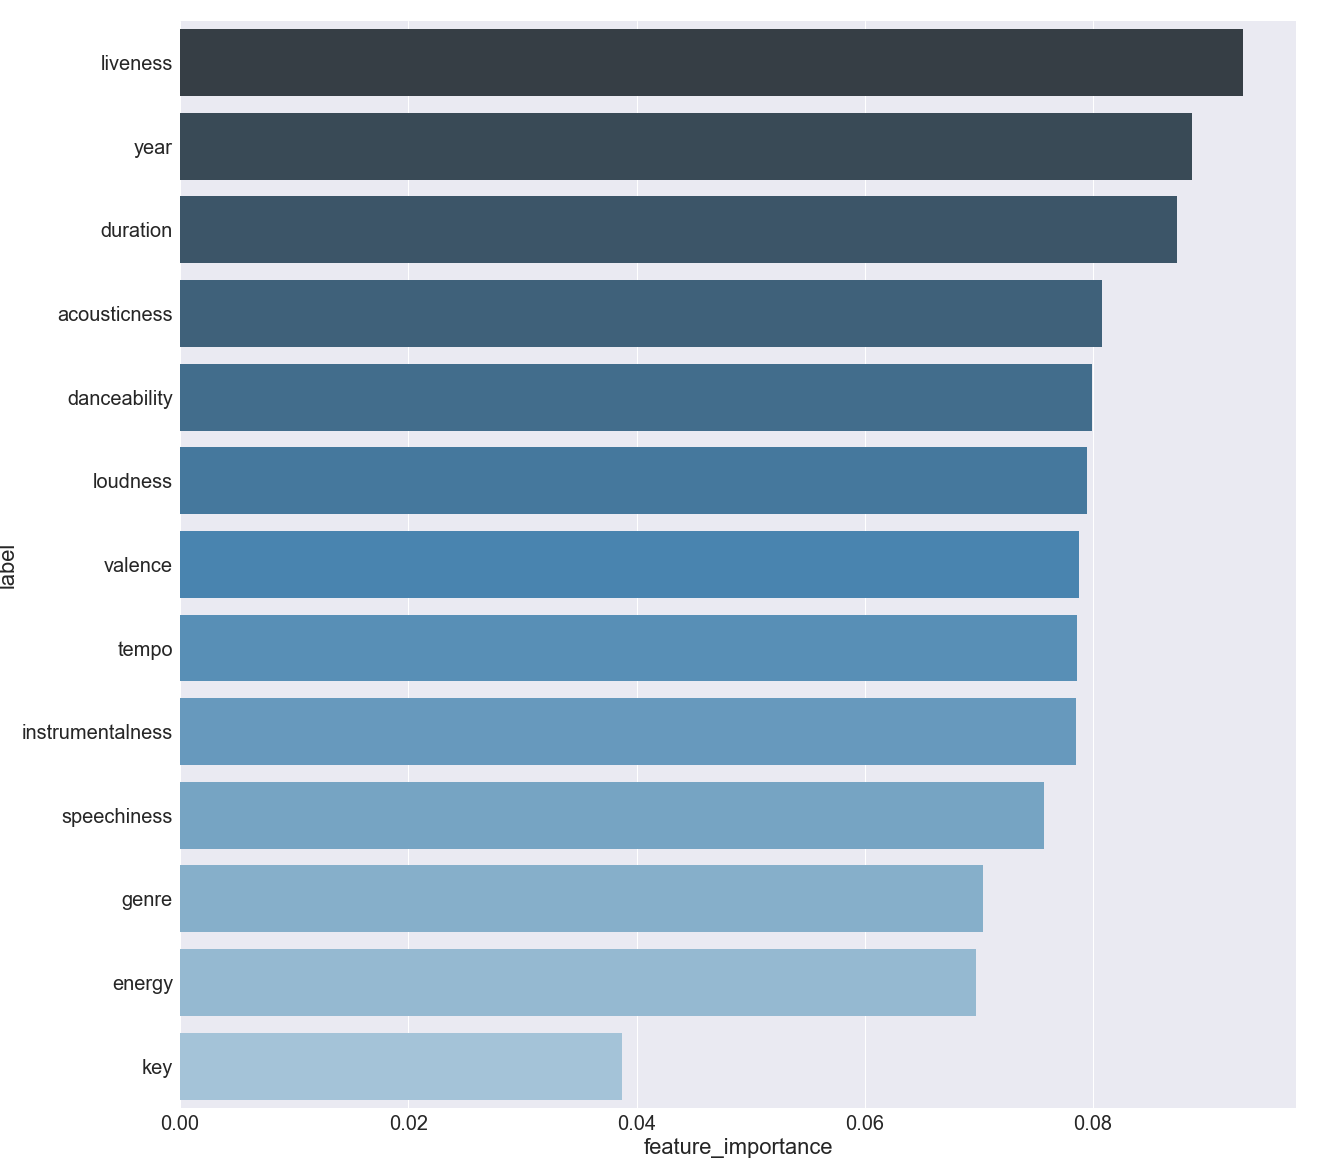 liveness
year
duration
acousticness
danceability
loudness
valence
tempo
instrumentalness
speechiness
genre
energy
key
label
0.00 0.02 0.04 0.06 0.08
feature_importance